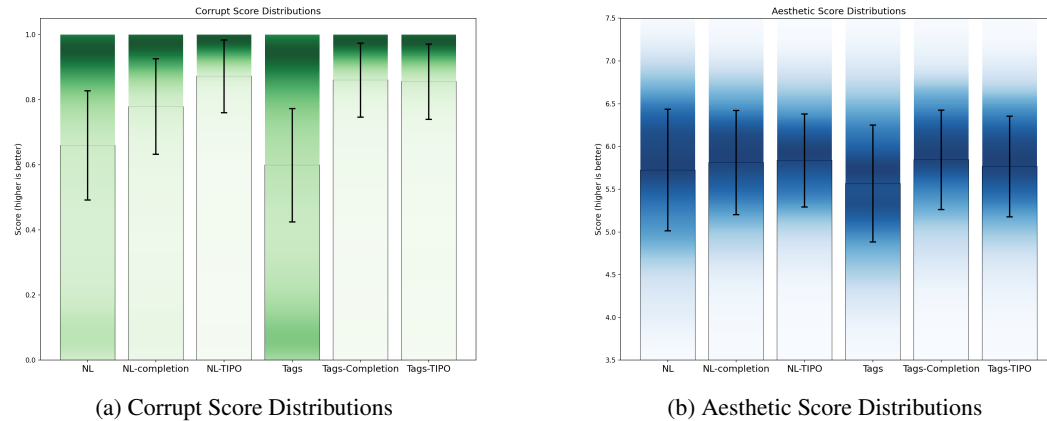 Corrupt Score Distributions
Score (higher is better)
1.0
0.8
0.6
0.4
0.2
0.0
NL
NL-completion
NL-TIPO
Tags
Tags-Completion
Tags-TIPO
(a) Corrupt Score Distributions
Aesthetic Score Distributions
Score (higher is better)
7.5
7.0
6.5
6.0
5.5
5.0
4.5
4.0
3.5
NL
NL-completion
NL-TIPO
Tags
Tags-Completion
Tags-TIPO
(b) Aesthetic Score Distributions